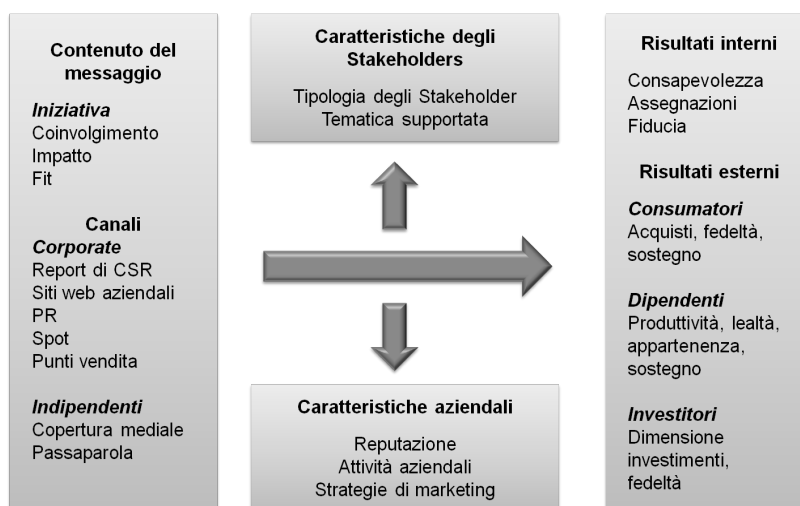 Contenuto del
messaggio
Iniziativa
Coinvolgimento
Impatto
Fit
Canali
Corporate
Report di CSR
Siti web aziendali
PR
Spot
Punti vendita
Indipendenti
Copertura mediale
Passaparola
Caratteristiche degli
Stakeholders
Tipologia degli Stakeholder
Tematica supportata
Caratteristiche aziendali
Reputazione
Attività aziendali
Strategie di marketing
Risultati interni
Consapevolezza
Assegnazioni
Fiducia
Risultati esterni
Consumatori
Acquisti, fedeltà,
sostegno
Dipendenti
Produttività, lealtà,
appartenenza,
sostegno
Investitori
Dimensione
investimenti,
fedeltà